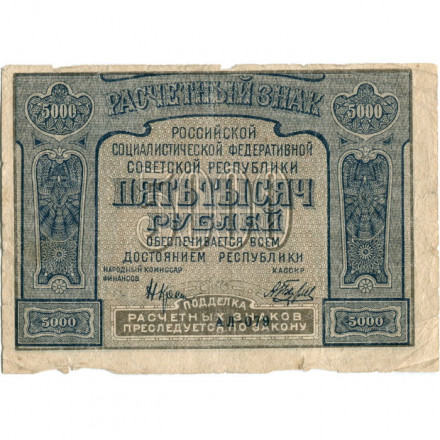 РАСЧЕТНЫЙ ЗНАК
5000 5000
РОССИЙСКОЙ
СОЦИАЛИСТИЧЕСКОЙ ФЕДЕРАТИВНОЙ
СОВЕТСКОЙ РЕСПУБЛИКИ
ПЯТЬ ТЫСЯЧ
РУБЛЕЙ
ОБЕСПЕЧИВАЕТСЯ ВСЕМ
ДОСТОЯНИЕМ РЕСПУБЛИКИ
НАРОДНЫЙ КОМИССАР КАССИР
ФИНАНСОВ
ПОДДЕЛКА
РАСЧЕТНЫХ ЗНАКОВ
ПРЕСЛЕДУЕТСЯ ПО ЗАКОНУ
5000 5000